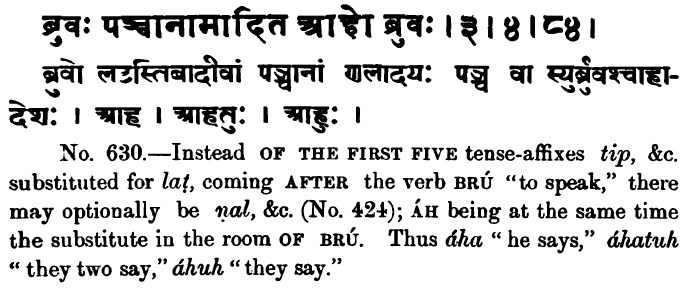 ब्रुवः पञ्चानामादित आहो ब्रुवः । ३ । ४ । ८४ ।
ब्रुवो लटस्तिबादीवां पञ्चानां णलादयः पञ्च वा स्युर्ब्रुवश्चाहा-
देशः । आह । आहतुः । आहुः ।
No. 630.—Instead OF THE FIRST FIVE tense-affixes tip, &c.
substituted for laṭ, coming AFTER the verb BRÚ “to speak,” there
may optionally be ṇal, &c. (No. 424); ÁH being at the same time
the substitute in the room OF BRÚ. Thus áha “he says,” áhatuh
“they two say,” áhuh “they say.”